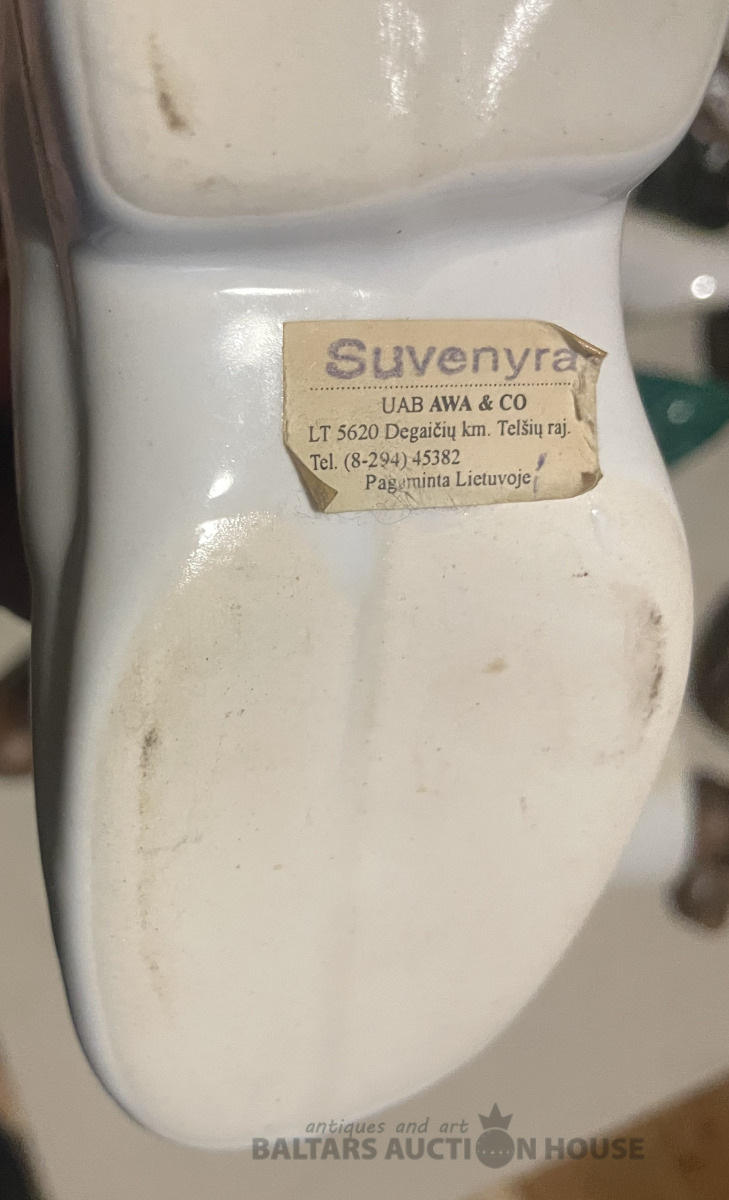 Suvenyra
UAB AWA & CO
LT 5620 Degaičių km. Telšių raj.
Tel. (8-294) 45382
Pagaminta Lietuvoje
antiques and art
BALTARS AUCTION HOUSE